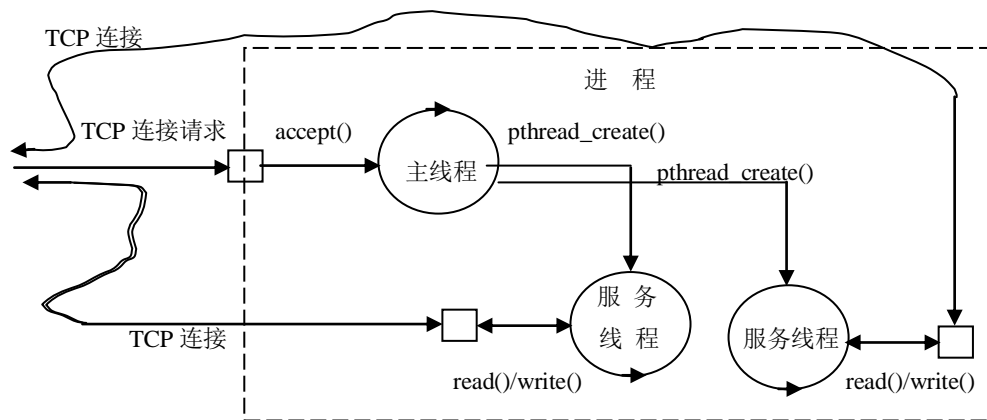 TCP 连接
进 程
TCP 连接请求
accept()
pthread_create()
主线程
pthread_create()
服 务
线 程
服务线程
TCP 连接
read()/write()
read()/write()